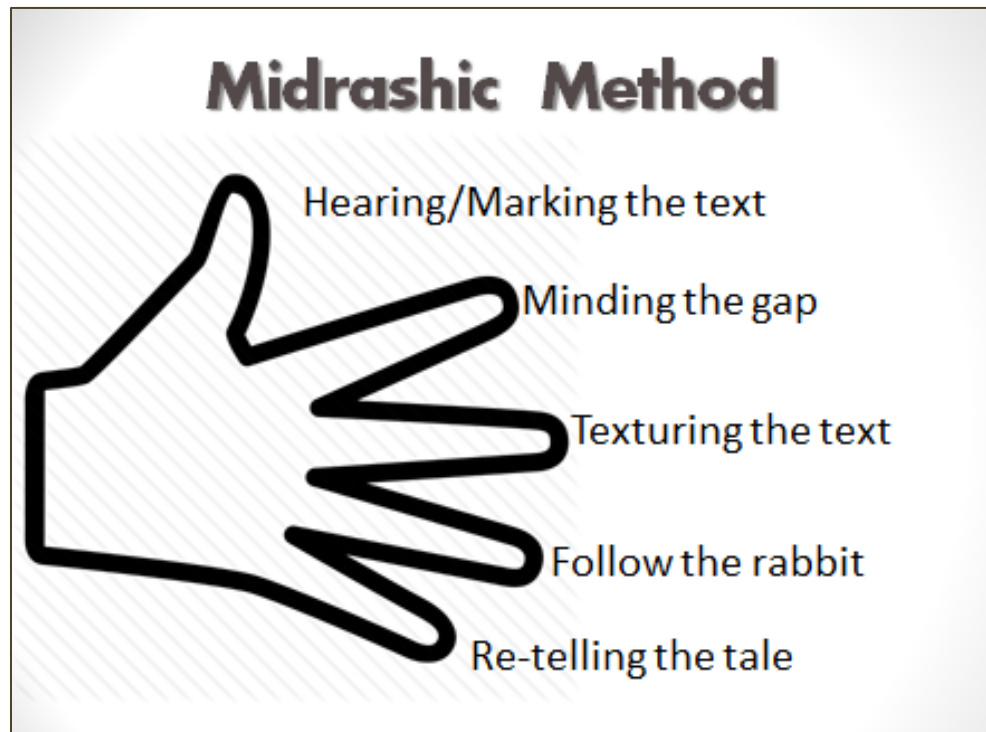 Midrashic Method
Hearing/Marking the text
Minding the gap
Texturing the text
Follow the rabbit
Re-telling the tale